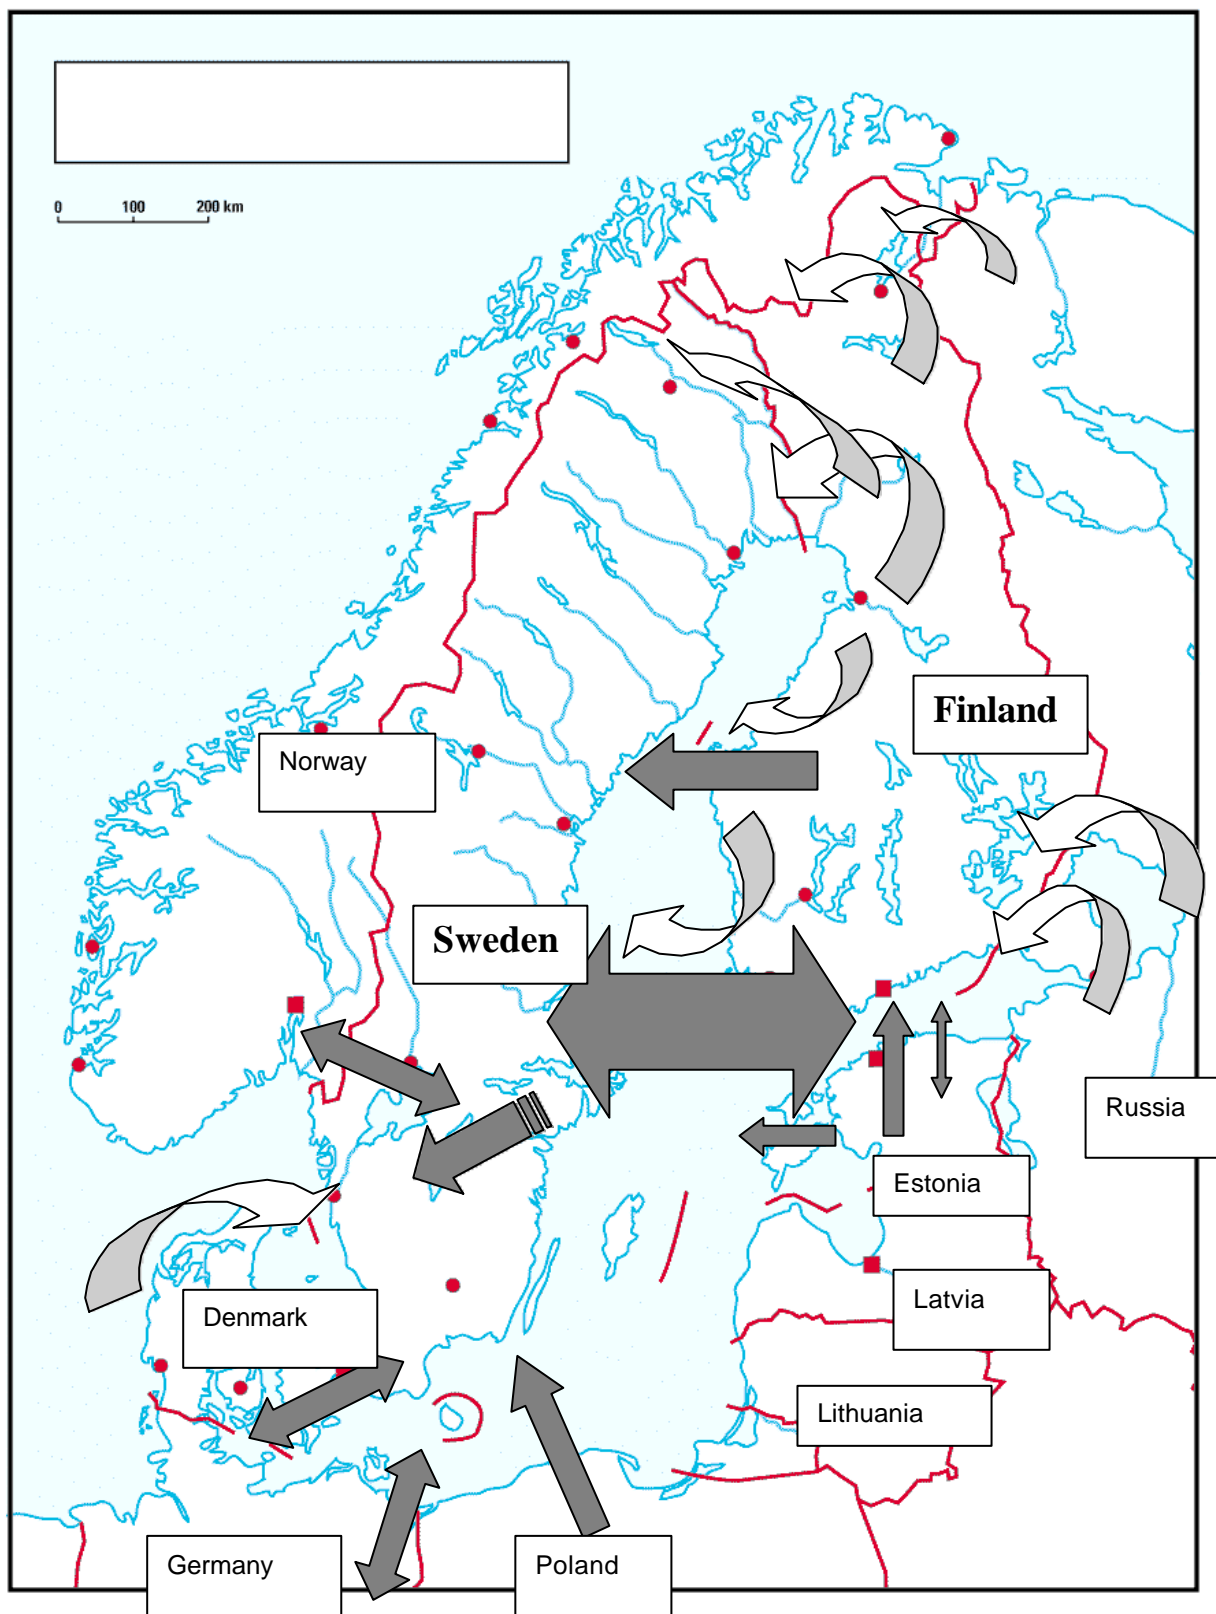 0 100 200 km
Finland
Norway
Sweden
Russia
Estonia
Latvia
Denmark
Lithuania
Germany
Poland